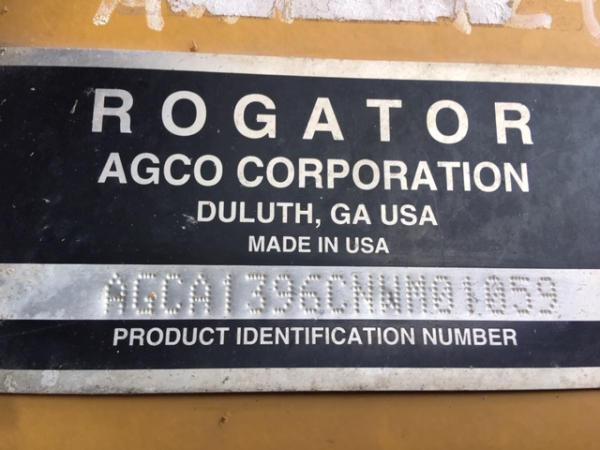 ROGATOR
AGCO CORPORATION
DULUTH, GA USA
MADE IN USA
AGCA1396CNWM01059
PRODUCT IDENTIFICATION NUMBER